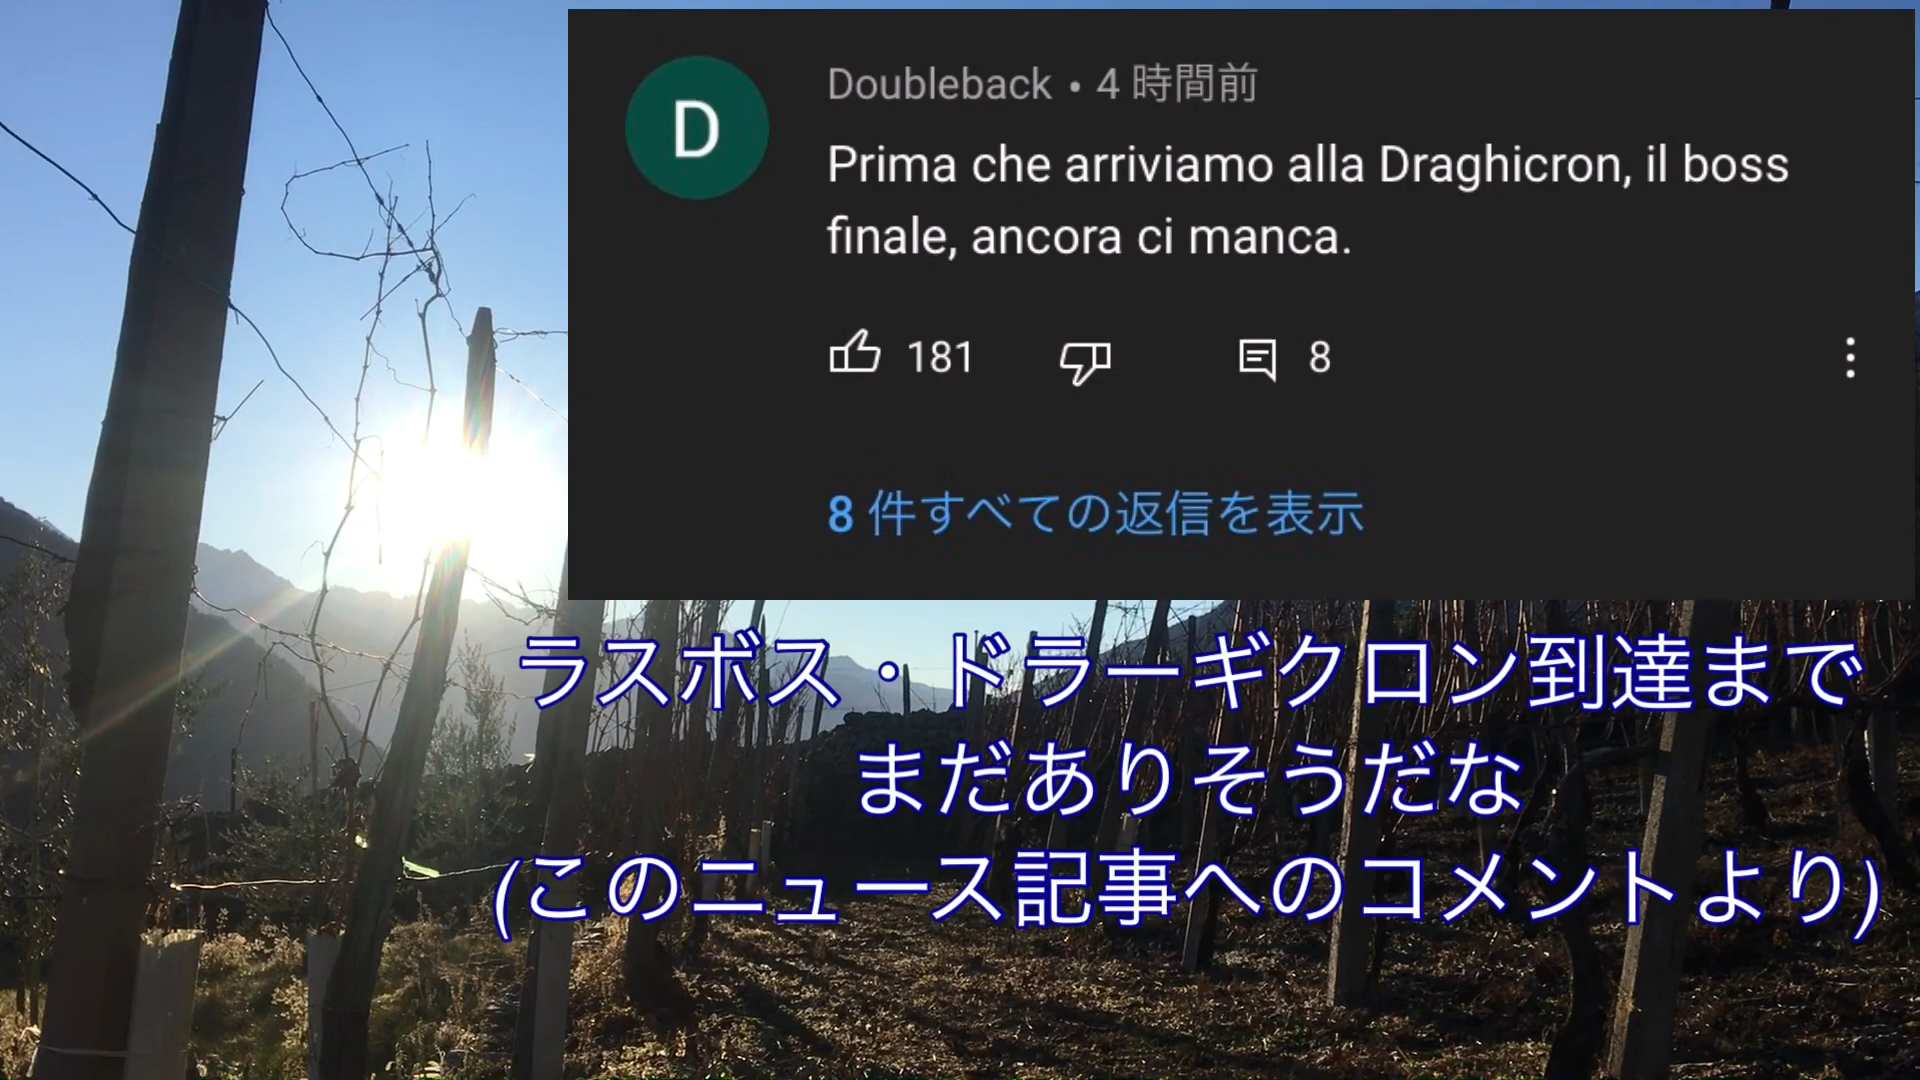 D
Doubleback • 4 時間前
Prima che arriviamo alla Draghicron, il boss
finale, ancora ci manca.
181
8
8 件すべての返信を表示
ラスボス・ドラーギクロン到達まで
まだありそうだな
(このニュース記事へのコメントより)